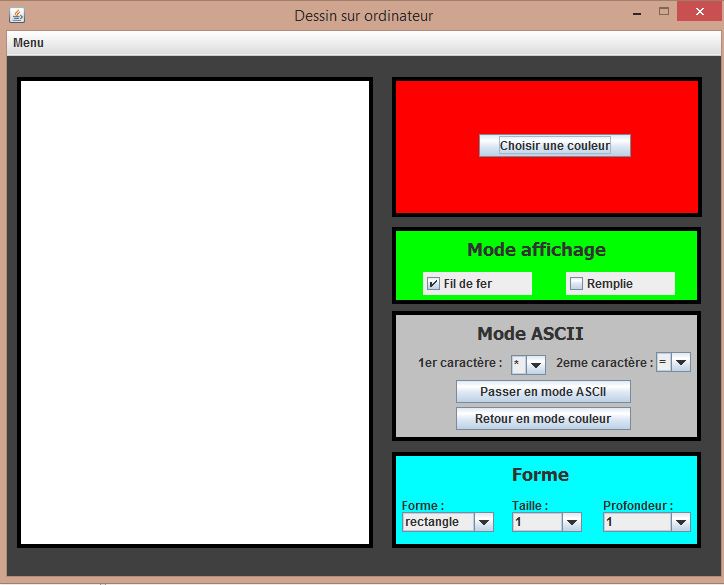 Dessin sur ordinateur
Menu
Choisir une couleur
Mode affichage
Fil de fer Remplie
Mode ASCII
1er caractère : * 2eme caractère : =
Passer en mode ASCII
Retour en mode couleur
Forme
Forme : Taille : Profondeur :
rectangle 1 1